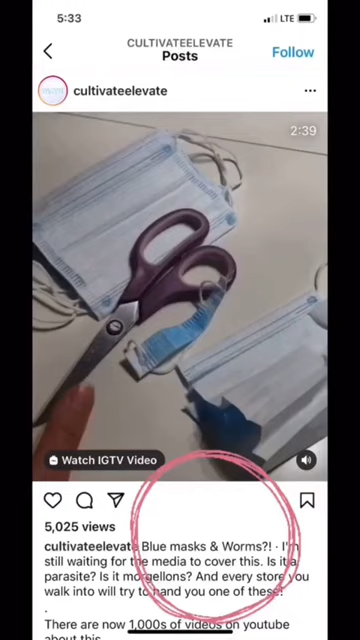 5:33 LTE
CULTIVATEELEVATE
Posts
Follow
cultivateelevate
2:39
Watch IGTV Video
5,025 views
cultivateelevate Blue masks & Worms?! · I'm
still waiting for the media to cover this. Is it a
parasite? Is it morgellons? And every store you
walk into will try to hand you one of these!
.
There are now 1,000s of videos on youtube
about this